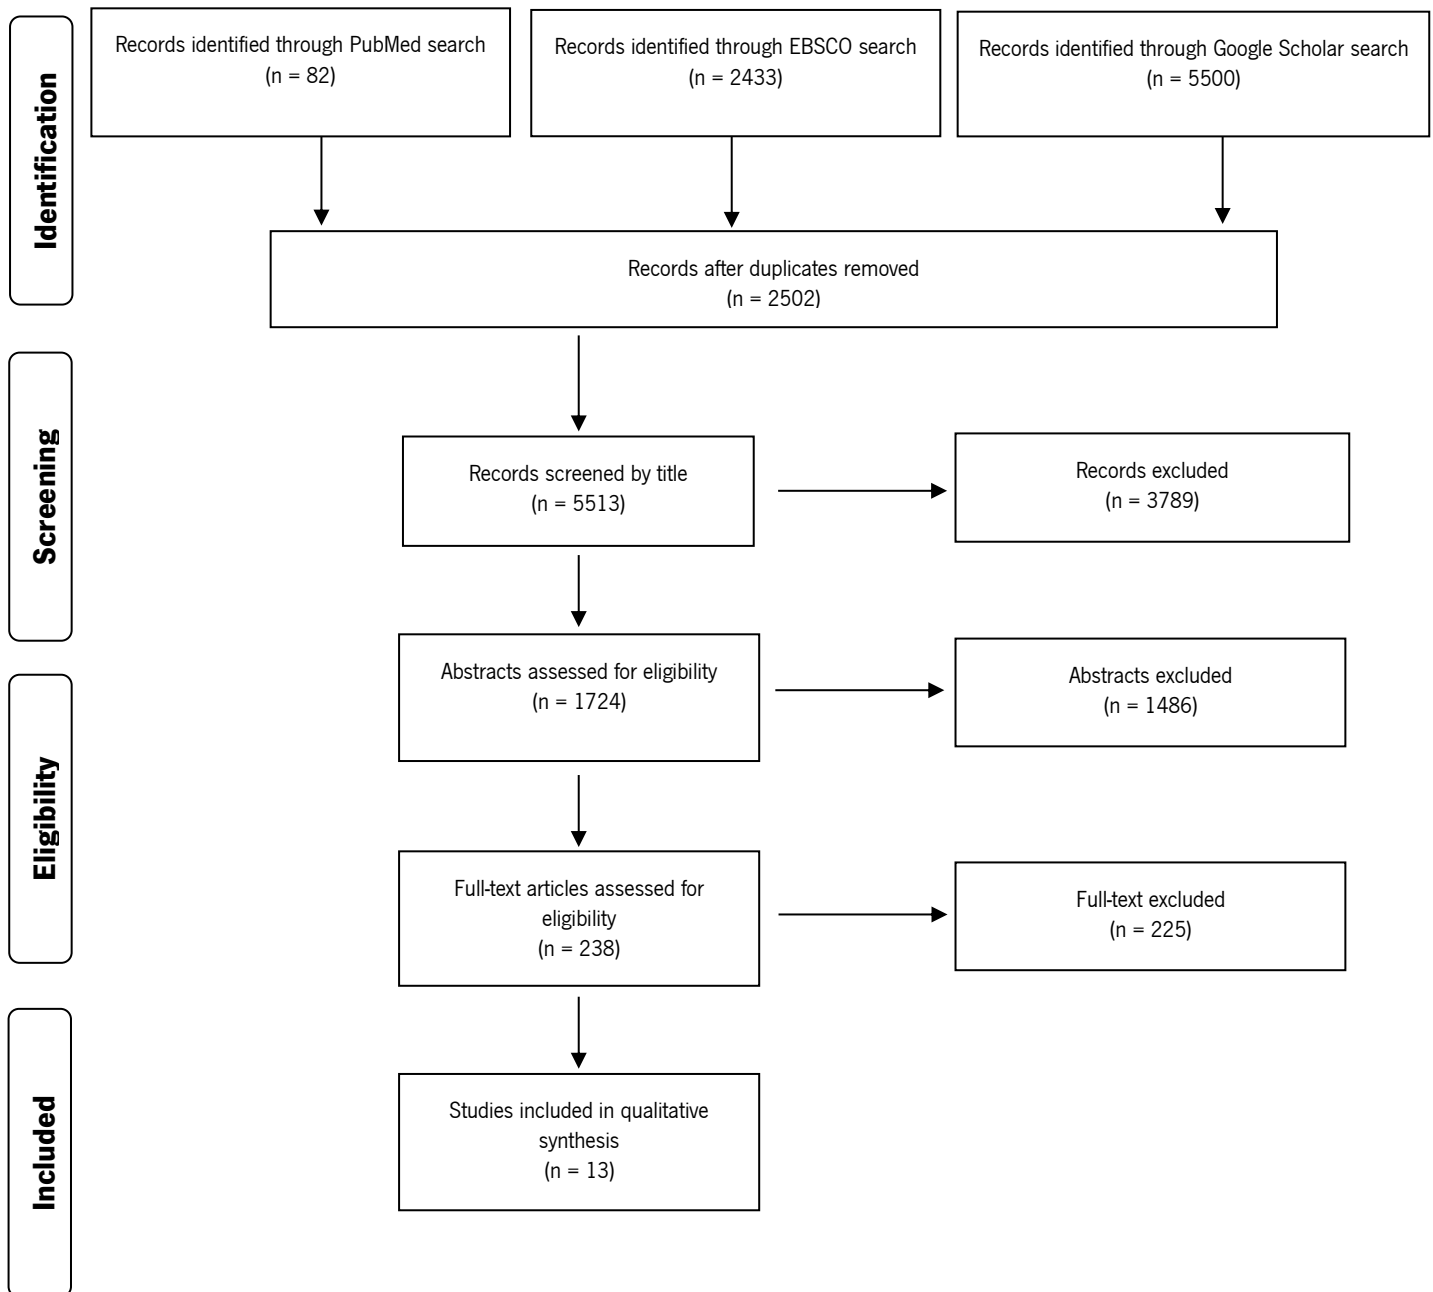 Identification
Records identified through PubMed search
(n = 82)
Records identified through EBSCO search
(n = 2433)
Records identified through Google Scholar search
(n = 5500)
Records after duplicates removed
(n = 2502)
Screening
Records screened by title
(n = 5513)
Records excluded
(n = 3789)
Eligibility
Abstracts assessed for eligibility
(n = 1724)
Abstracts excluded
(n = 1486)
Full-text articles assessed for
eligibility
(n = 238)
Full-text excluded
(n = 225)
Included
Studies included in qualitative
synthesis
(n = 13)